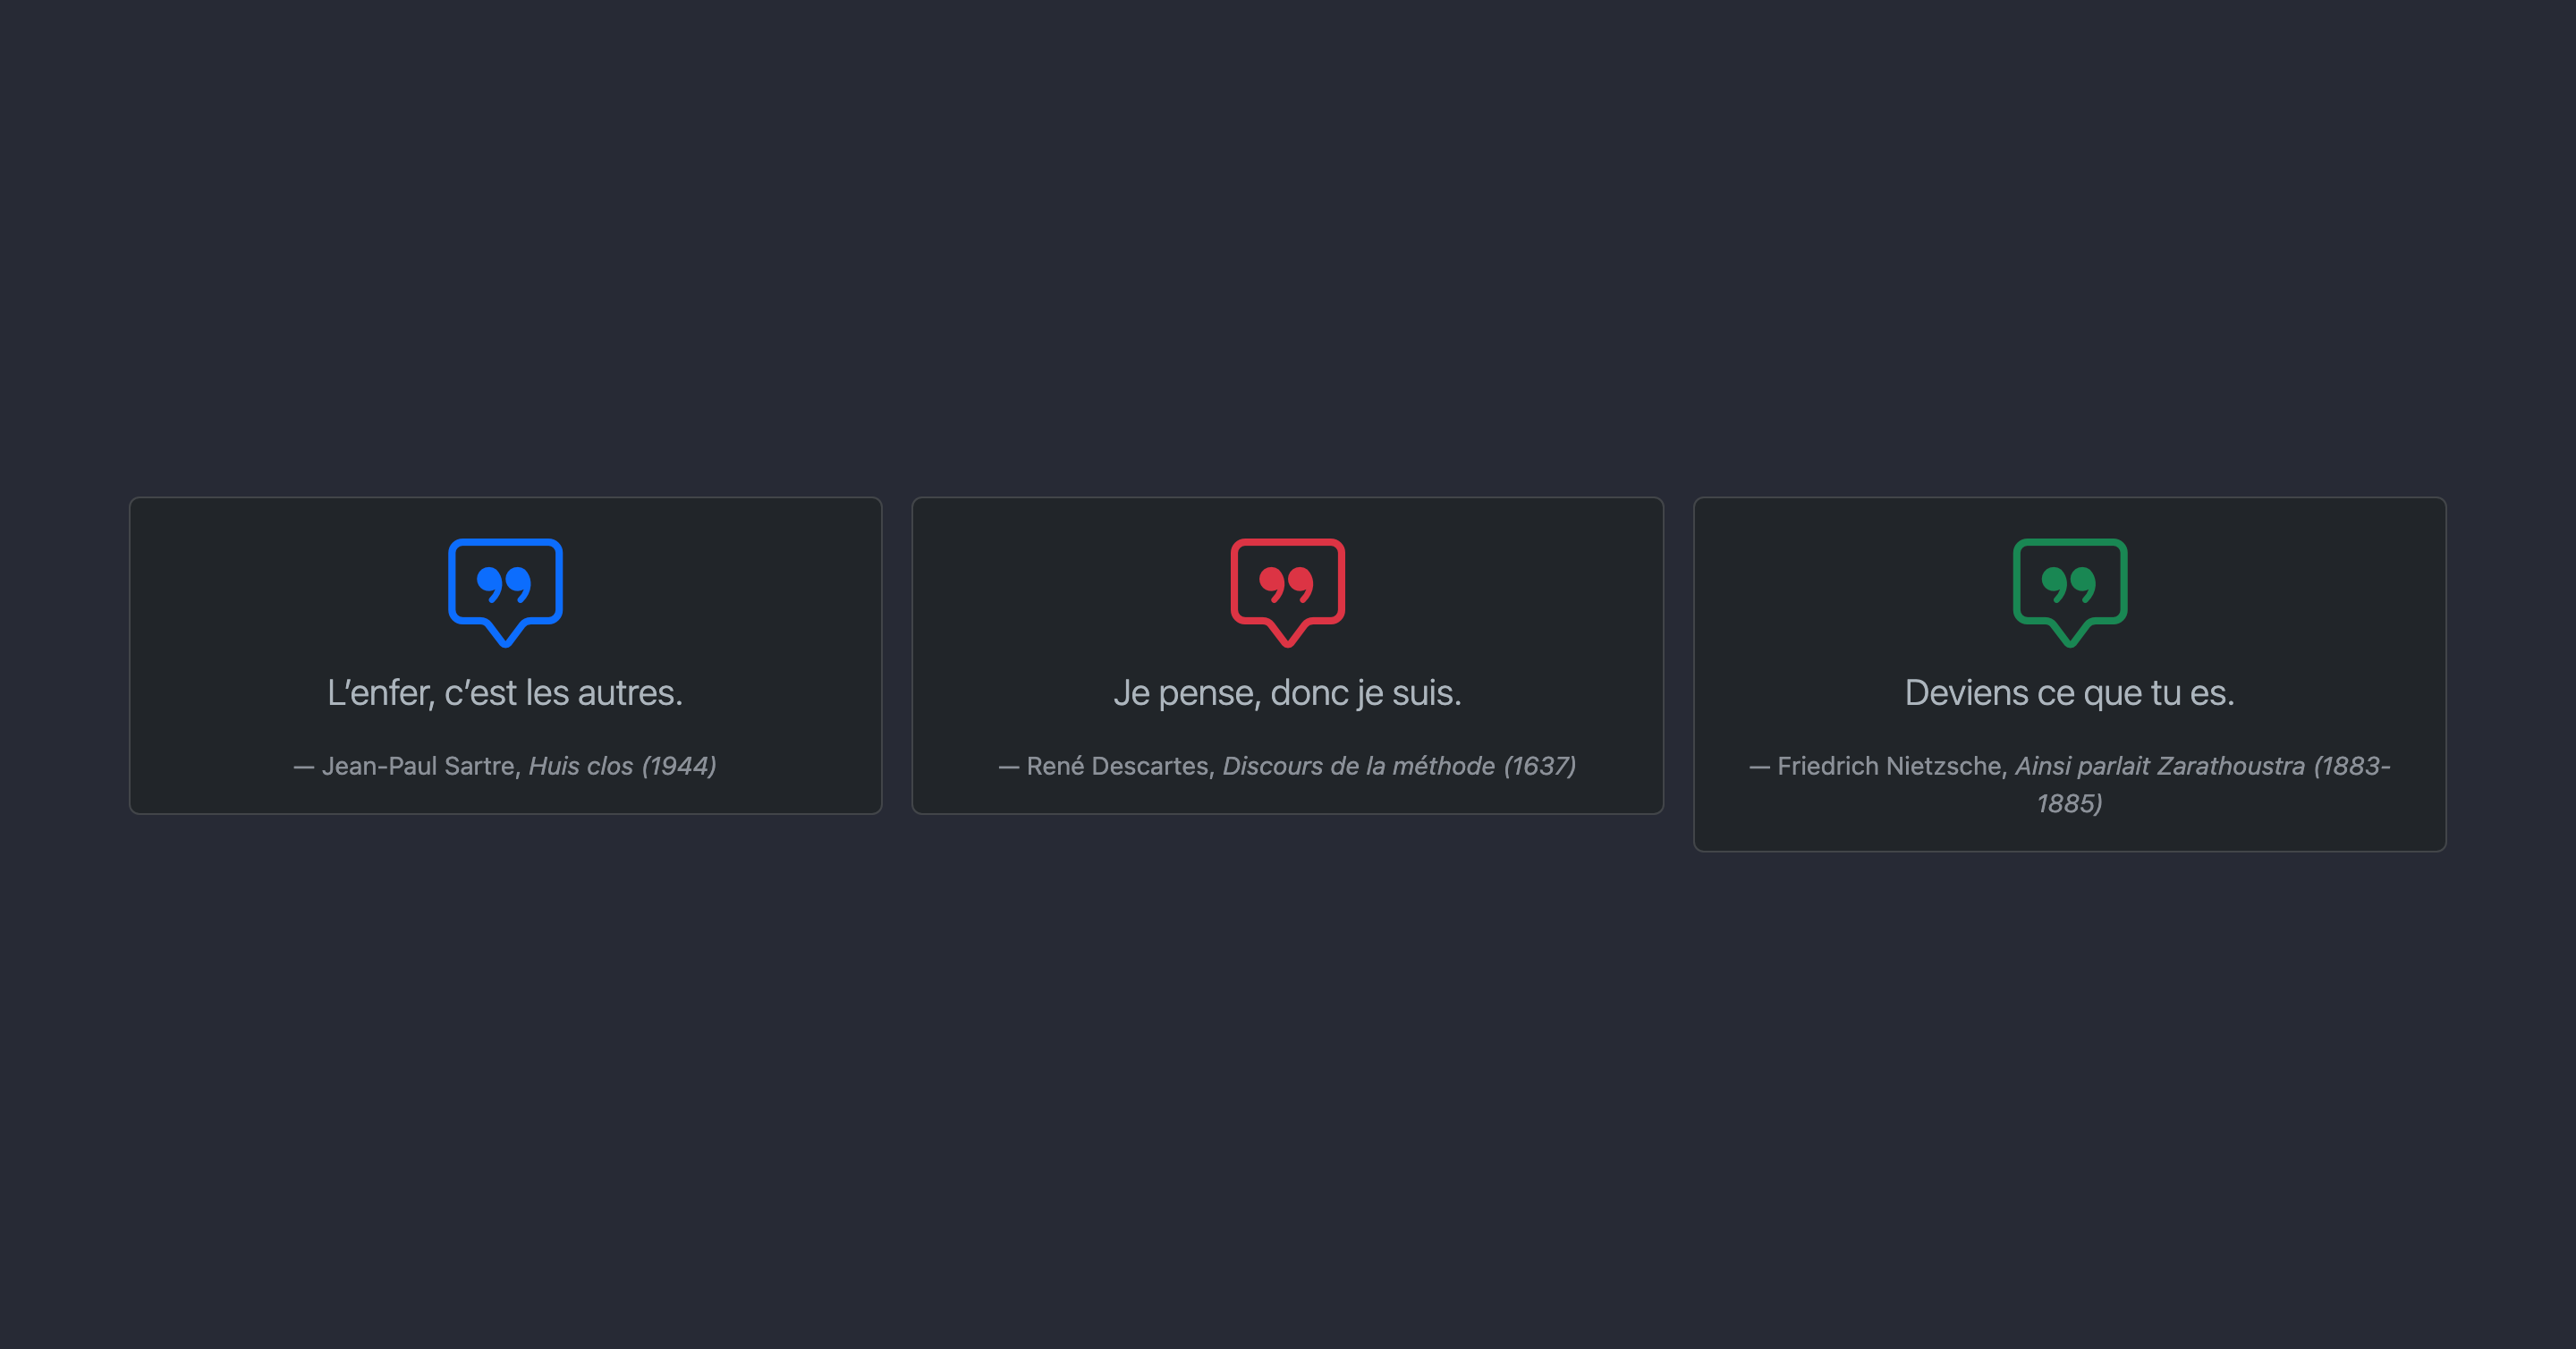 L’enfer, c’est les autres.
— Jean-Paul Sartre, Huis clos (1944)
Je pense, donc je suis.
— René Descartes, Discours de la méthode (1637)
Deviens ce que tu es.
— Friedrich Nietzsche, Ainsi parlait Zarathoustra (1883-
1885)